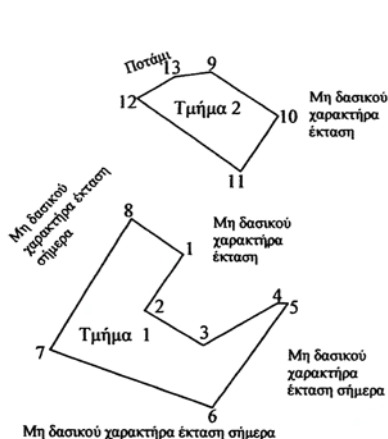 Ποτάμι
13
9
12
Τμήμα 2
10
Μη δασικού
χαρακτήρα
έκταση
11
Μη δασικού
χαρακτήρα έκταση
σήμερα
8
Μη δασικού
χαρακτήρα
έκταση
1
2
Τμήμα 1
3
4
5
7
Μη δασικού
χαρακτήρα
έκταση σήμερα
6
Μη δασικού χαρακτήρα έκταση σήμερα